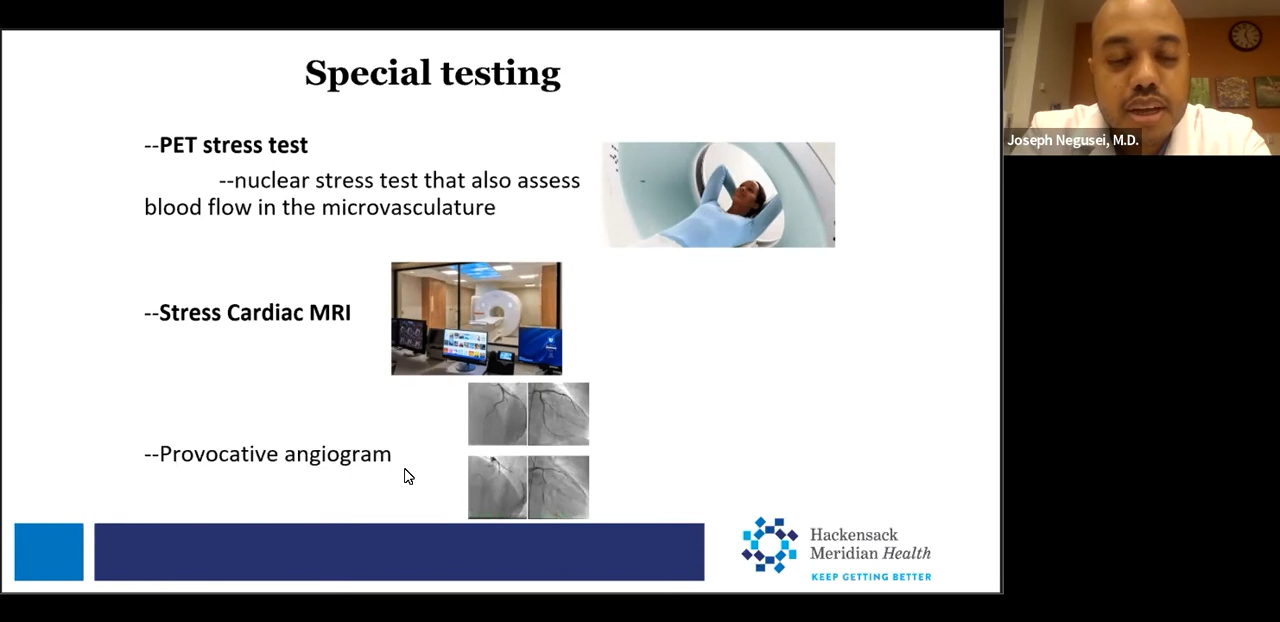 Special testing
--PET stress test
--nuclear stress test that also assess
blood flow in the microvasculature
--Stress Cardiac MRI
--Provocative angiogram
Hackensack
Meridian Health
KEEP GETTING BETTER
Joseph Negusei, M.D.